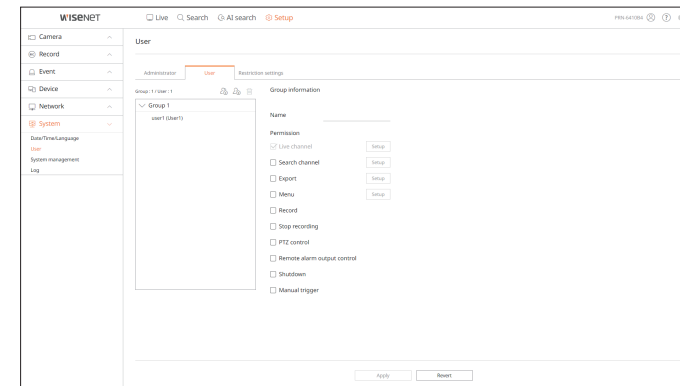 WISENET
Live
Search
AI search
Setup
Camera
Record
Event
Device
Network
System
Date/Time/Language
User
System management
Log
User
Administrator
User
Restriction settings
Group : 1 / User : 1
Group 1
user1 (User1)
Group information
Name
Permission
Live channel
Setup
Search channel
Setup
Export
Setup
Menu
Setup
Record
Stop recording
PTZ control
Remote alarm output control
Shutdown
Manual trigger
Apply
Revert